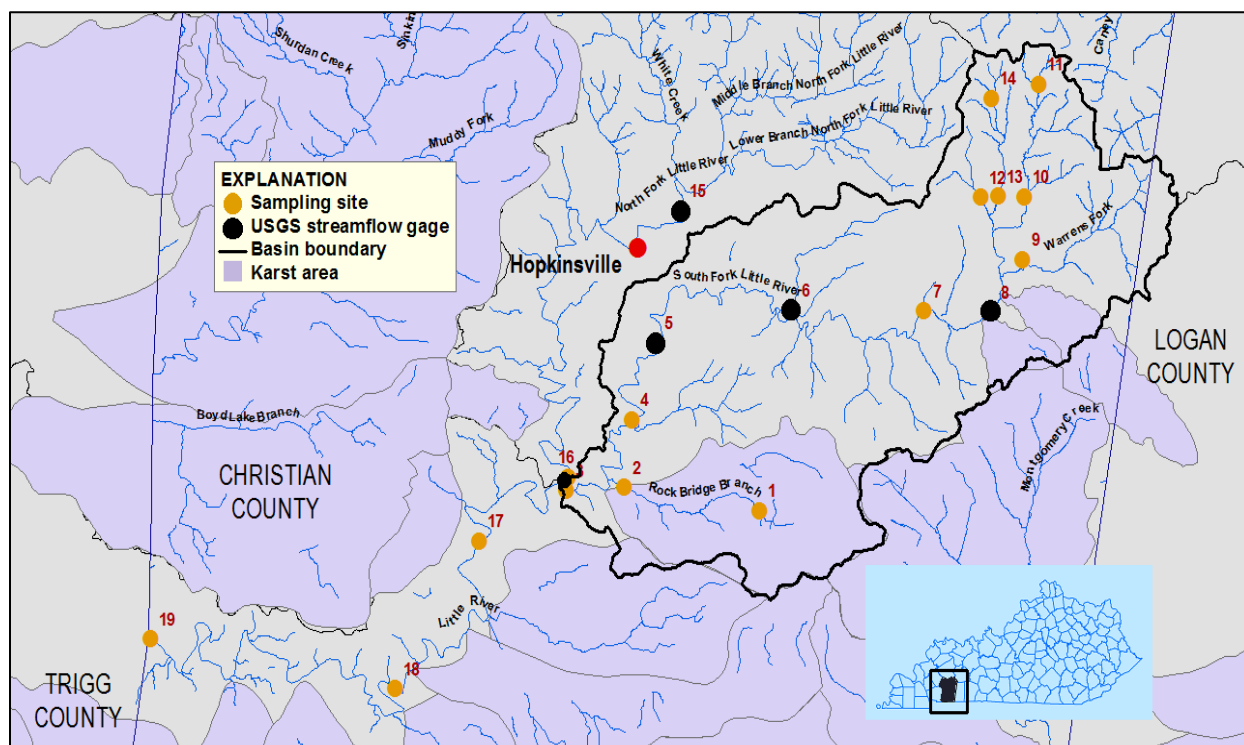 Shurdan Creek
Muddy Fork
White Creek
Middle Branch North Fork Little River
Lower Branch North Fork Little River
North Fork Little River
Caney
14
11
15
12
13
10
9
Warrens Fork
EXPLANATION
Sampling site
USGS streamflow gage
Basin boundary
Karst area
Hopkinsville
South Fork Little River
6
7
8
5
LOGAN
COUNTY
4
Boyd Lake Branch
CHRISTIAN
COUNTY
Montgomery Creek
16
2
Rock Bridge Branch
1
17
Little River
19
18
TRIGG
COUNTY